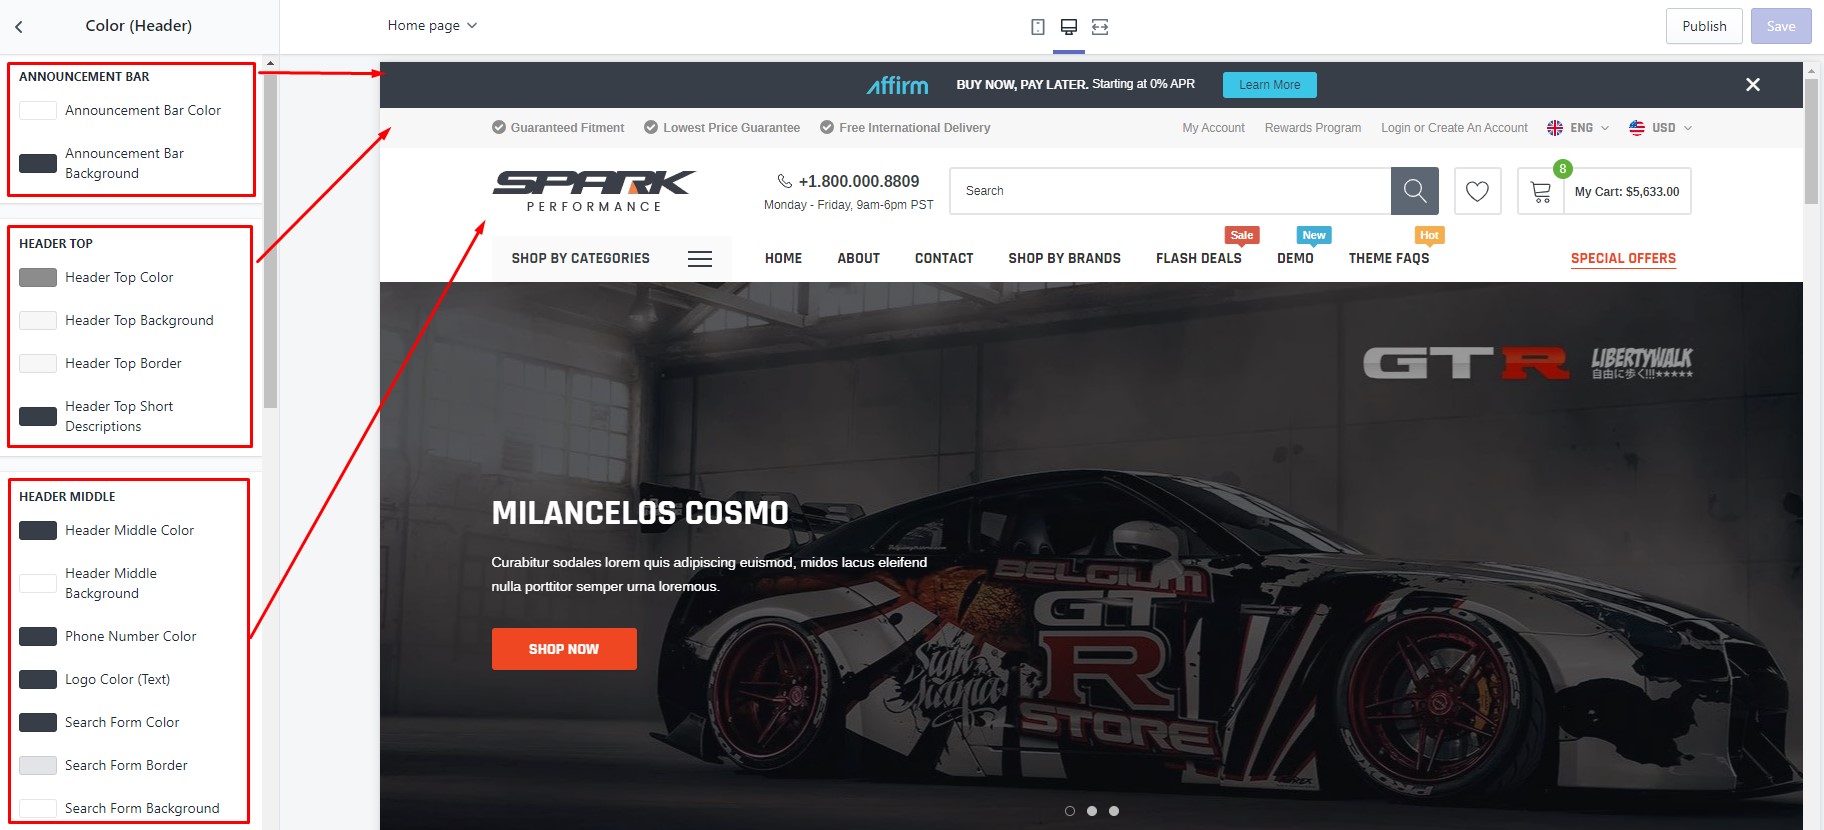 Color (Header)
Home page
Publish
Save
ANNOUNCEMENT BAR
Announcement Bar Color
Announcement Bar
Background
HEADER TOP
Header Top Color
Header Top Background
Header Top Border
Header Top Short
Descriptions
HEADER MIDDLE
Header Middle Color
Header Middle
Background
Phone Number Color
Logo Color (Text)
Search Form Color
Search Form Border
Search Form Background
affirm BUY NOW, PAY LATER. Starting at 0% APR Learn More
Guaranteed Fitment Lowest Price Guarantee Free International Delivery My Account Rewards Program Login or Create An Account ENG USD
SPARK
PERFORMANCE
+1.800.000.8809
Monday - Friday, 9am-6pm PST
Search
8
My Cart: $5,633.00
Sale New Hot
SHOP BY CATEGORIES HOME ABOUT CONTACT SHOP BY BRANDS FLASH DEALS DEMO THEME FAQS SPECIAL OFFERS
GTR
LIBERTYWALK
自由に歩く!!!★★★★★
MILANCELOS COSMO
Curabitur sodales lorem quis adipiscing euismod, midos lacus eleifend
nulla porttitor semper urna loremous.
SHOP NOW
BELGIUM
GT
R
STORE